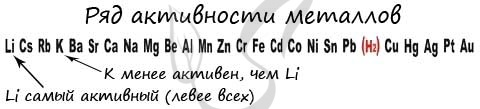 Ряд активности металлов
Li Cs Rb K Ba Sr Ca Na Mg Be Al Mn Zn Cr Fe Cd Co Ni Sn Pb (H₂) Cu Hg Ag Pt Au
K менее активен, чем Li
Li самый активный (левее всех)